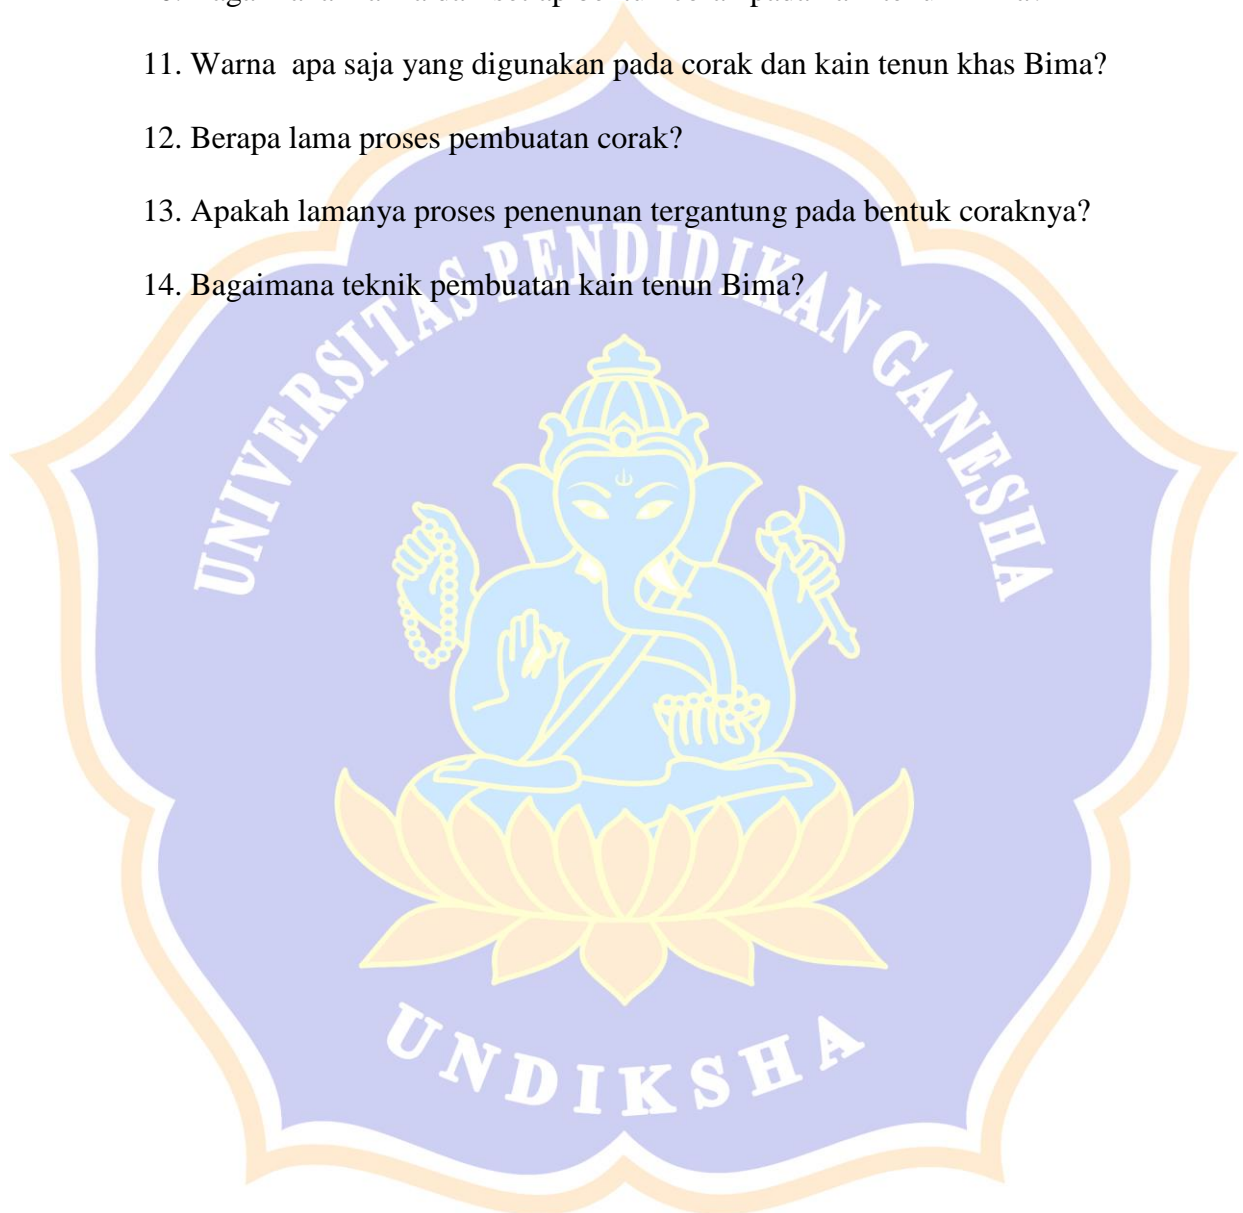 11. Warna apa saja yang digunakan pada corak dan kain tenun khas Bima?
12. Berapa lama proses pembuatan corak?
13. Apakah lamanya proses penenunan tergantung pada bentuk coraknya?
14. Bagaimana teknik pembuatan kain tenun Bima?
UNIVERSITAS PENDIDIKAN GANESHA
UNDIKSHA